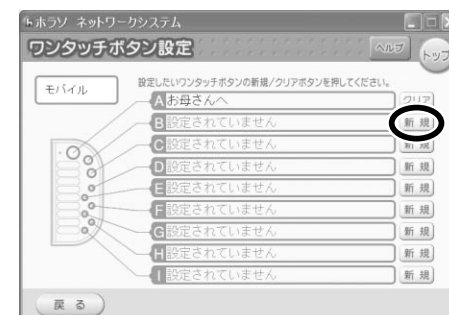 ホラソ ネットワークシステム
ワンタッチボタン設定
ヘルプ
トップ
モバイル
設定したいワンタッチボタンの新規/クリアボタンを押してください。
A お母さんへ クリア
B 設定されていません 新規
C 設定されていません 新規
D 設定されていません 新規
E 設定されていません 新規
F 設定されていません 新規
G 設定されていません 新規
H 設定されていません 新規
I 設定されていません 新規
戻る